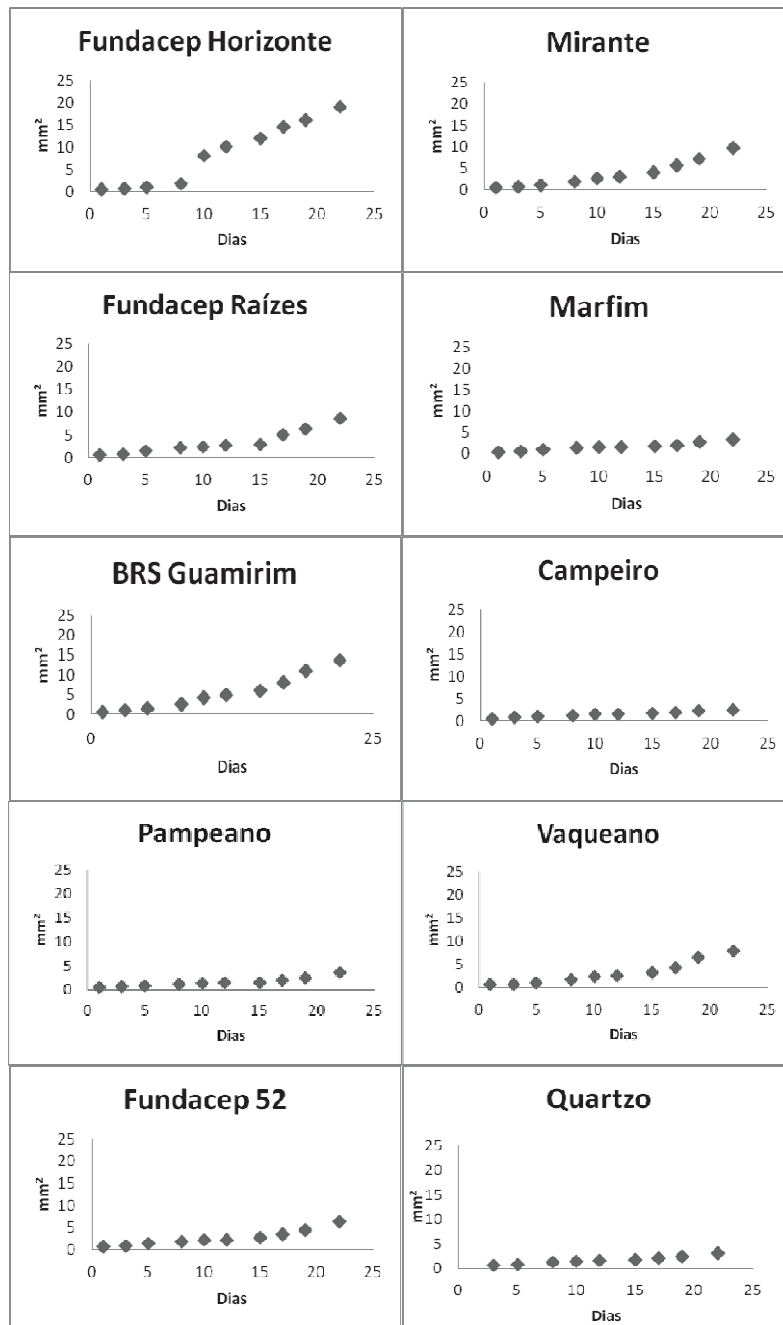 Fundacep Horizonte
25
20
15
10
5
0
mm²
0 5 10 15 20 25
Dias
Mirante
25
20
15
10
5
0
mm²
0 5 10 15 20 25
Dias
Fundacep Raízes
25
20
15
10
5
0
mm²
0 5 10 15 20 25
Dias
Marfim
25
20
15
10
5
0
mm²
0 5 10 15 20 25
Dias
BRS Guamirim
25
20
15
10
5
0
mm²
0 25
Dias
Campeiro
25
20
15
10
5
0
mm²
0 5 10 15 20 25
Dias
Pampeano
25
20
15
10
5
0
mm²
0 5 10 15 20 25
Dias
Vaqueano
25
20
15
10
5
0
mm²
0 5 10 15 20 25
Dias
Fundacep 52
25
20
15
10
5
0
mm²
0 5 10 15 20 25
Dias
Quartzo
25
20
15
10
5
0
mm²
0 5 10 15 20 25
Dias